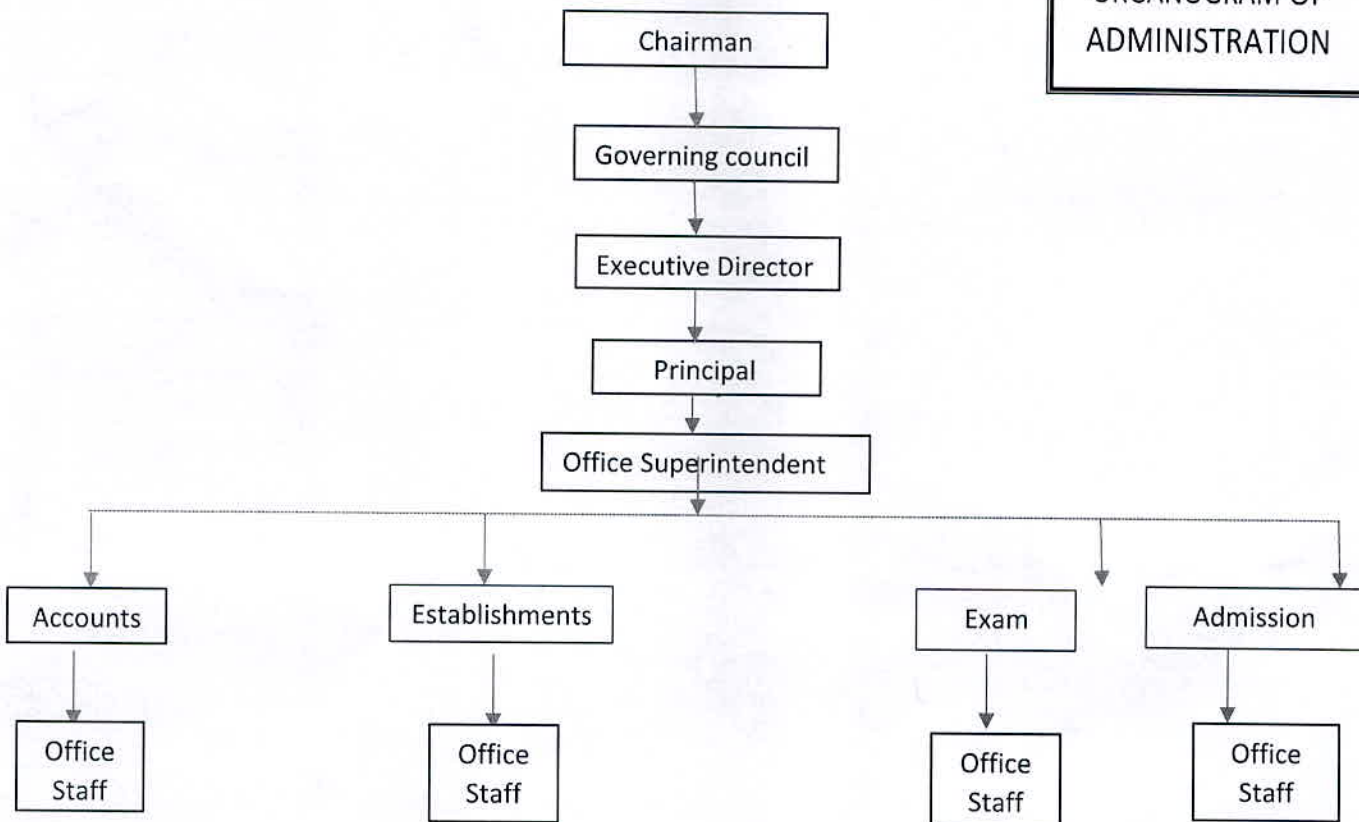 ADMINISTRATION
Chairman
Governing council
Executive Director
Principal
Office Superintendent
Accounts
Establishments
Exam
Admission
Office
Staff
Office
Staff
Office
Staff
Office
Staff